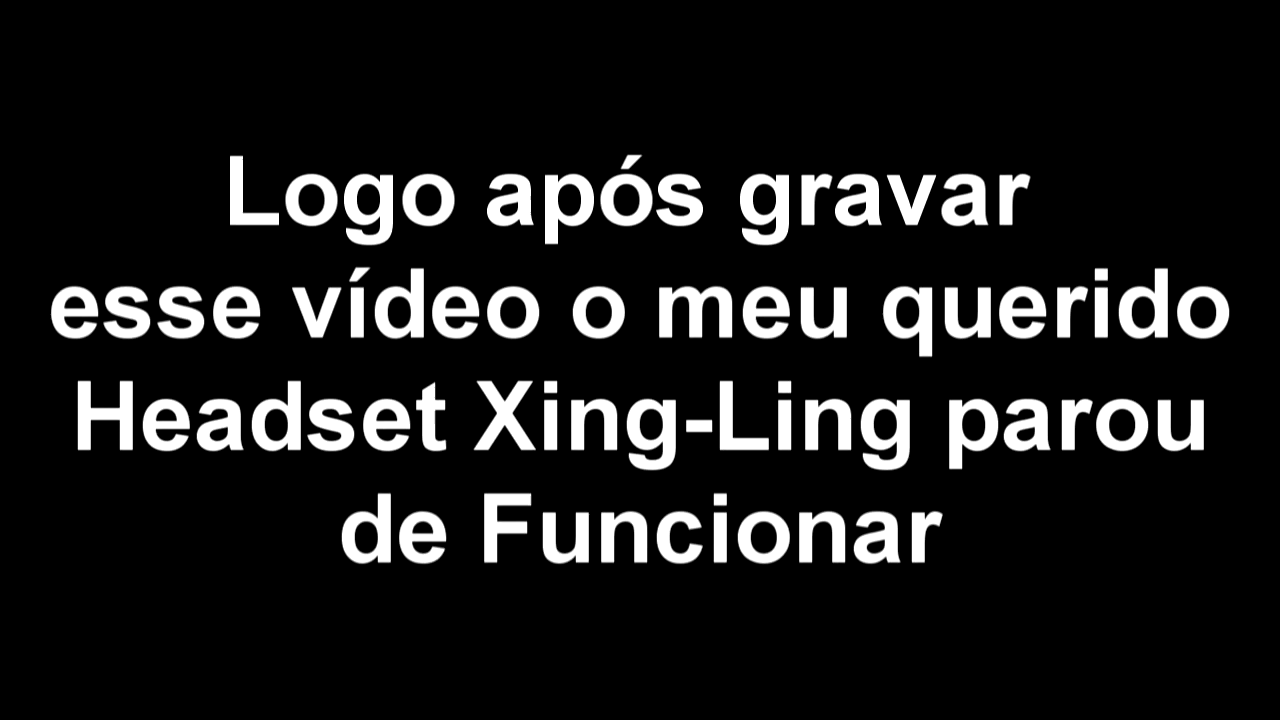 Logo após gravar
esse vídeo o meu querido
Headset Xing-Ling parou
de Funcionar